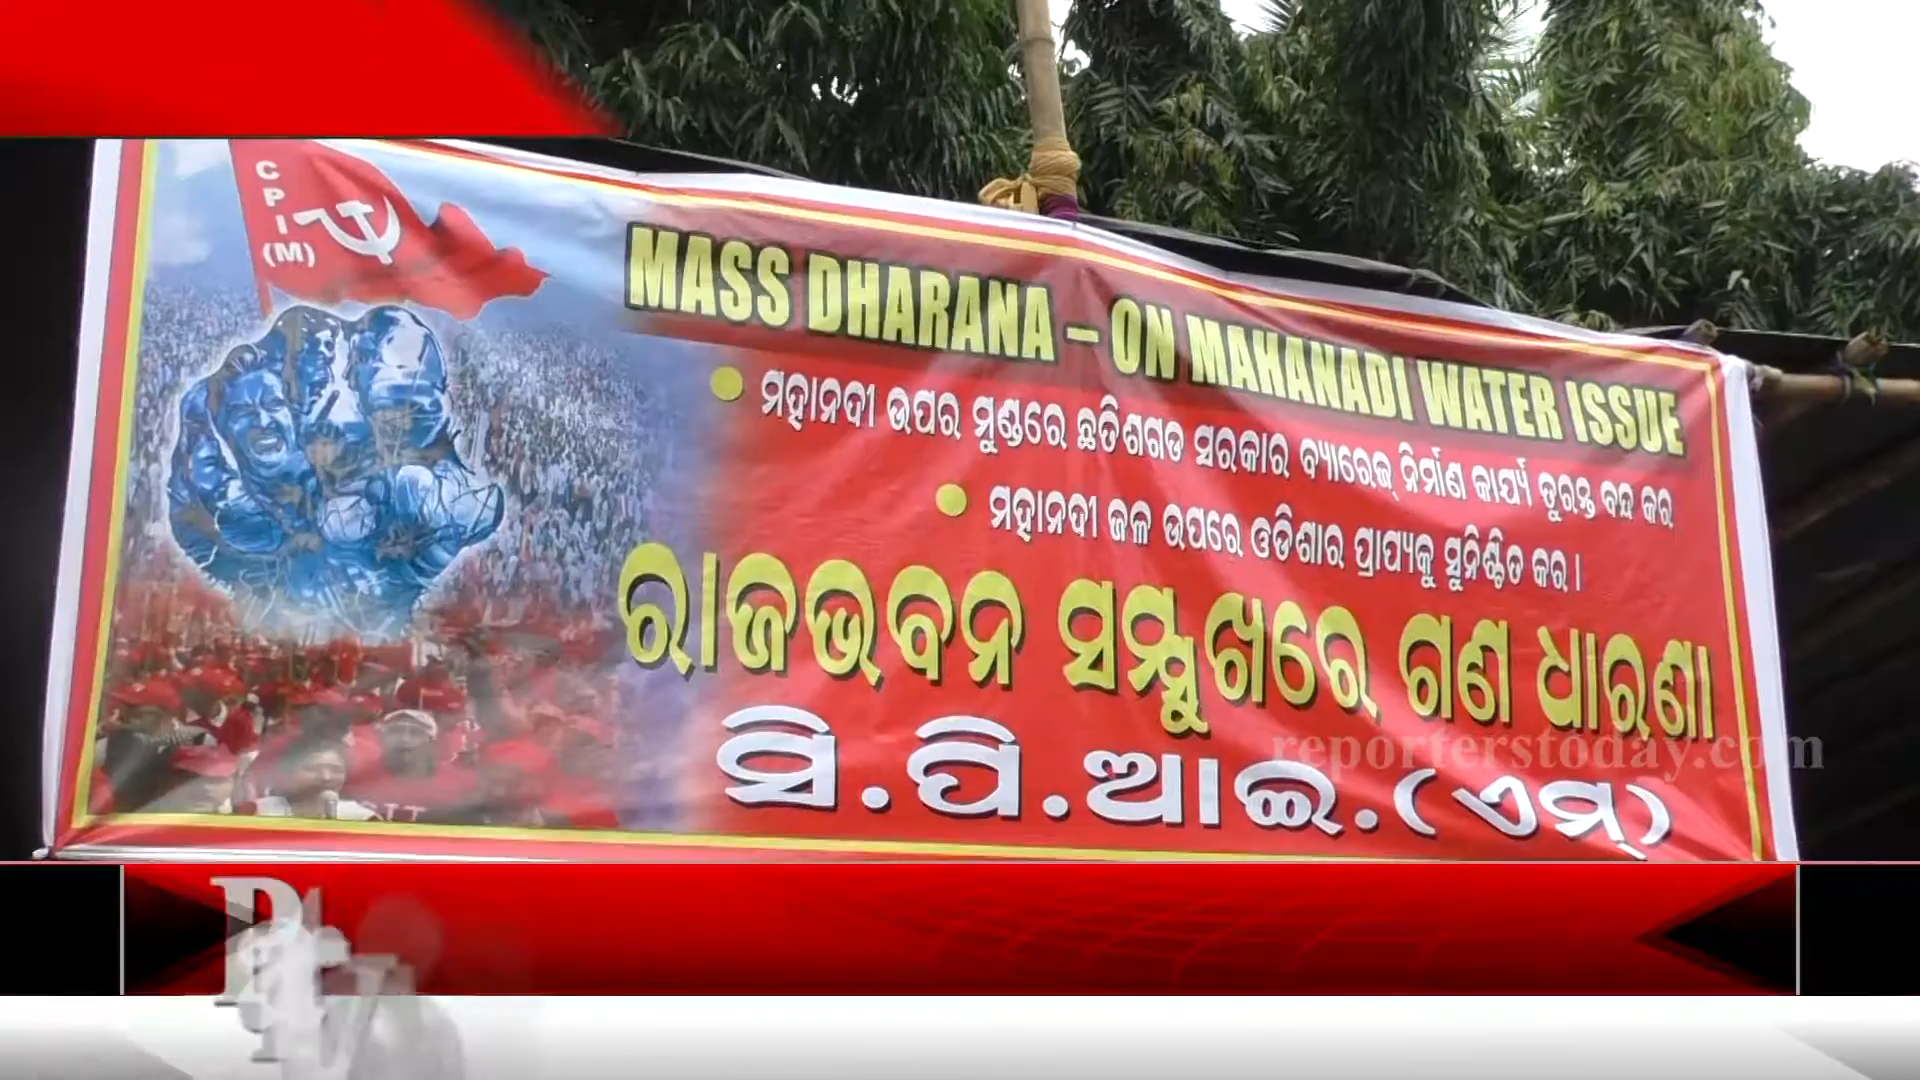 C
P
I
(M)
MASS DHARANA – ON MAHANADI WATER ISSUE
ମହାନଦୀ ଉପର ମୁଣ୍ଡରେ ଛତିଶଗଡ ସରକାର ବ୍ୟାରେଜ୍ ନିର୍ମାଣ କାର୍ଯ୍ୟ ତୁରନ୍ତ ବନ୍ଦ କର
ମହାନଦୀ ଜଳ ଉପରେ ଓଡିଶାର ପ୍ରାପ୍ୟକୁ ସୁନିଶ୍ଚିତ କର ।
ରାଜଭବନ ସମ୍ମୁଖରେ ଗଣ ଧାରଣା
ସି.ପି.ଆଇ.(ଏମ୍)
reporterstoday.com